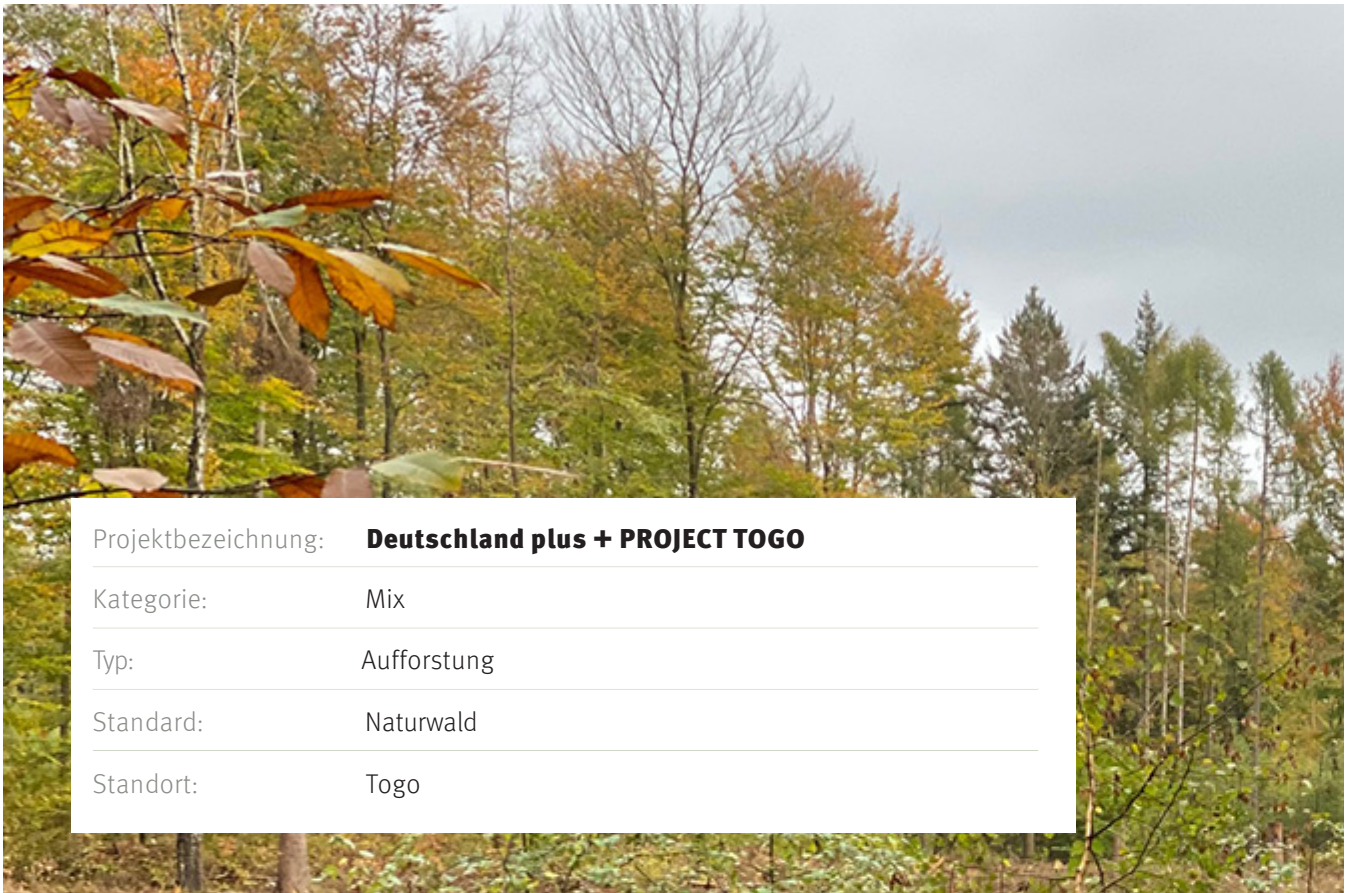 Projektbezeichnung: Deutschland plus + PROJECT TOGO
Kategorie: Mix
Typ: Aufforstung
Standard: Naturwald
Standort: Togo